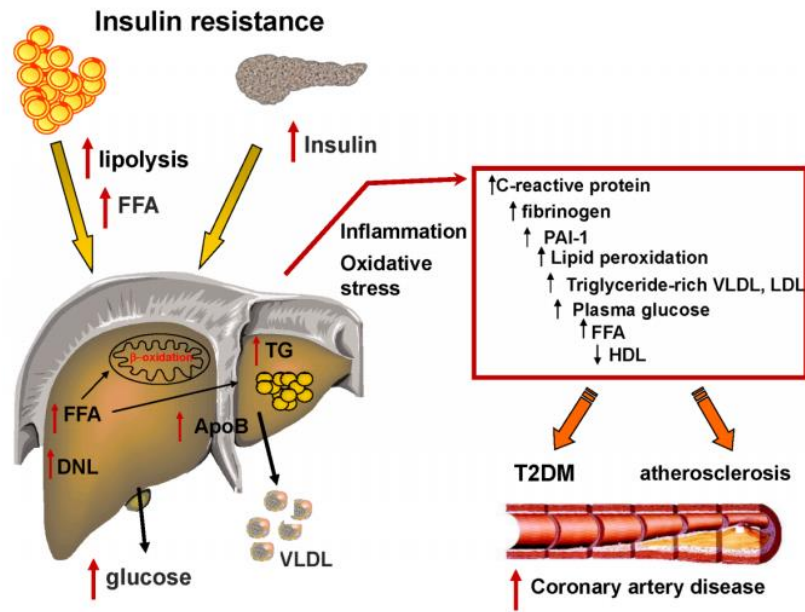 Insulin resistance
↑ lipolysis
↑ FFA
↑ Insulin
Inflammation
Oxidative
stress
↑C-reactive protein
↑fibrinogen
↑ PAI-1
↑Lipid peroxidation
↑ Triglyceride-rich VLDL, LDL
↑ Plasma glucose
↑FFA
↓ HDL
β-oxidation
↑ TG
↑ FFA
↑ ApoB
↑ DNL
VLDL
↑ glucose
T2DM
atherosclerosis
↑ Coronary artery disease